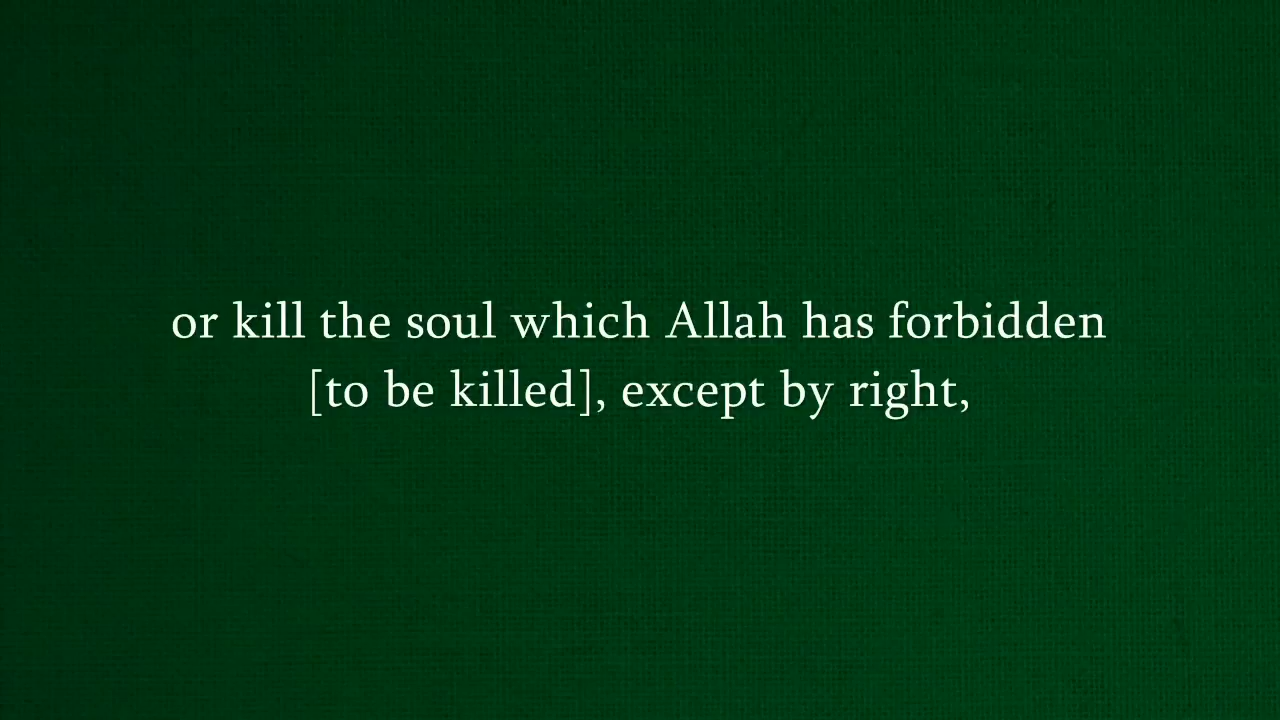 or kill the soul which Allah has forbidden
[to be killed], except by right,